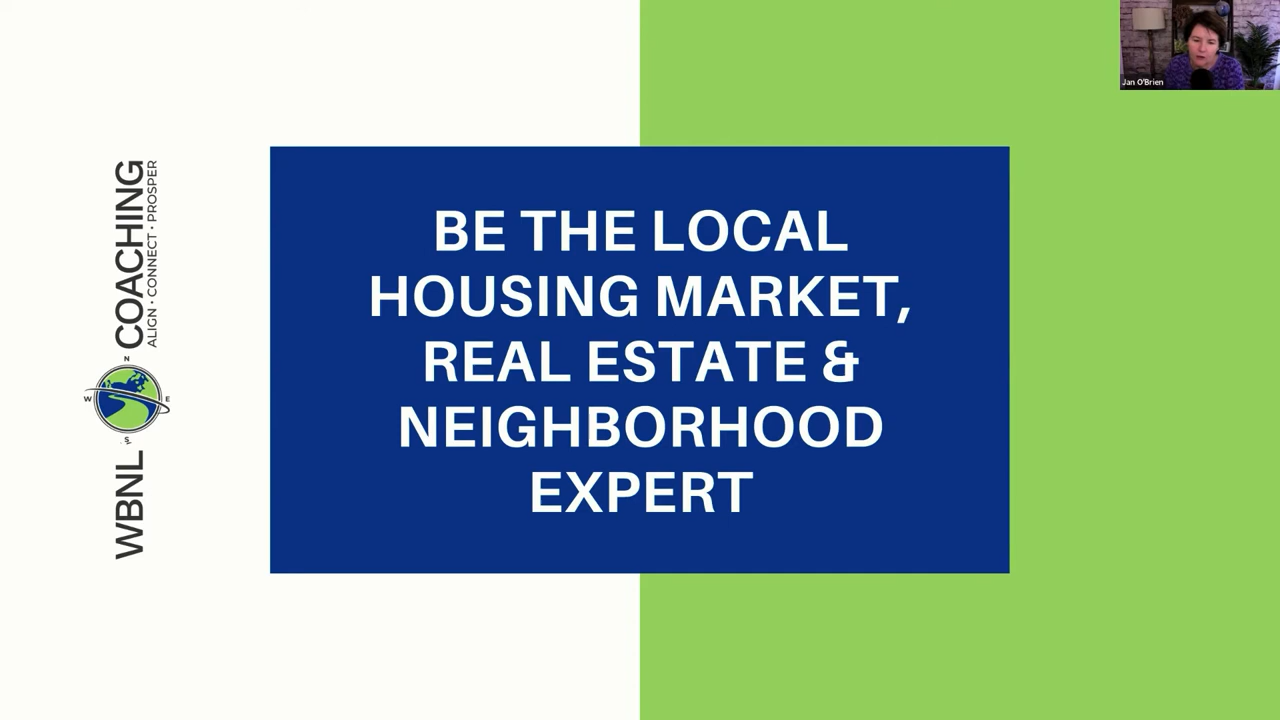 Jan O'Brien
BE THE LOCAL
HOUSING MARKET,
REAL ESTATE &
NEIGHBORHOOD
EXPERT
WBNL
COACHING
ALIGN • CONNECT • PROSPER
N
W
E
S